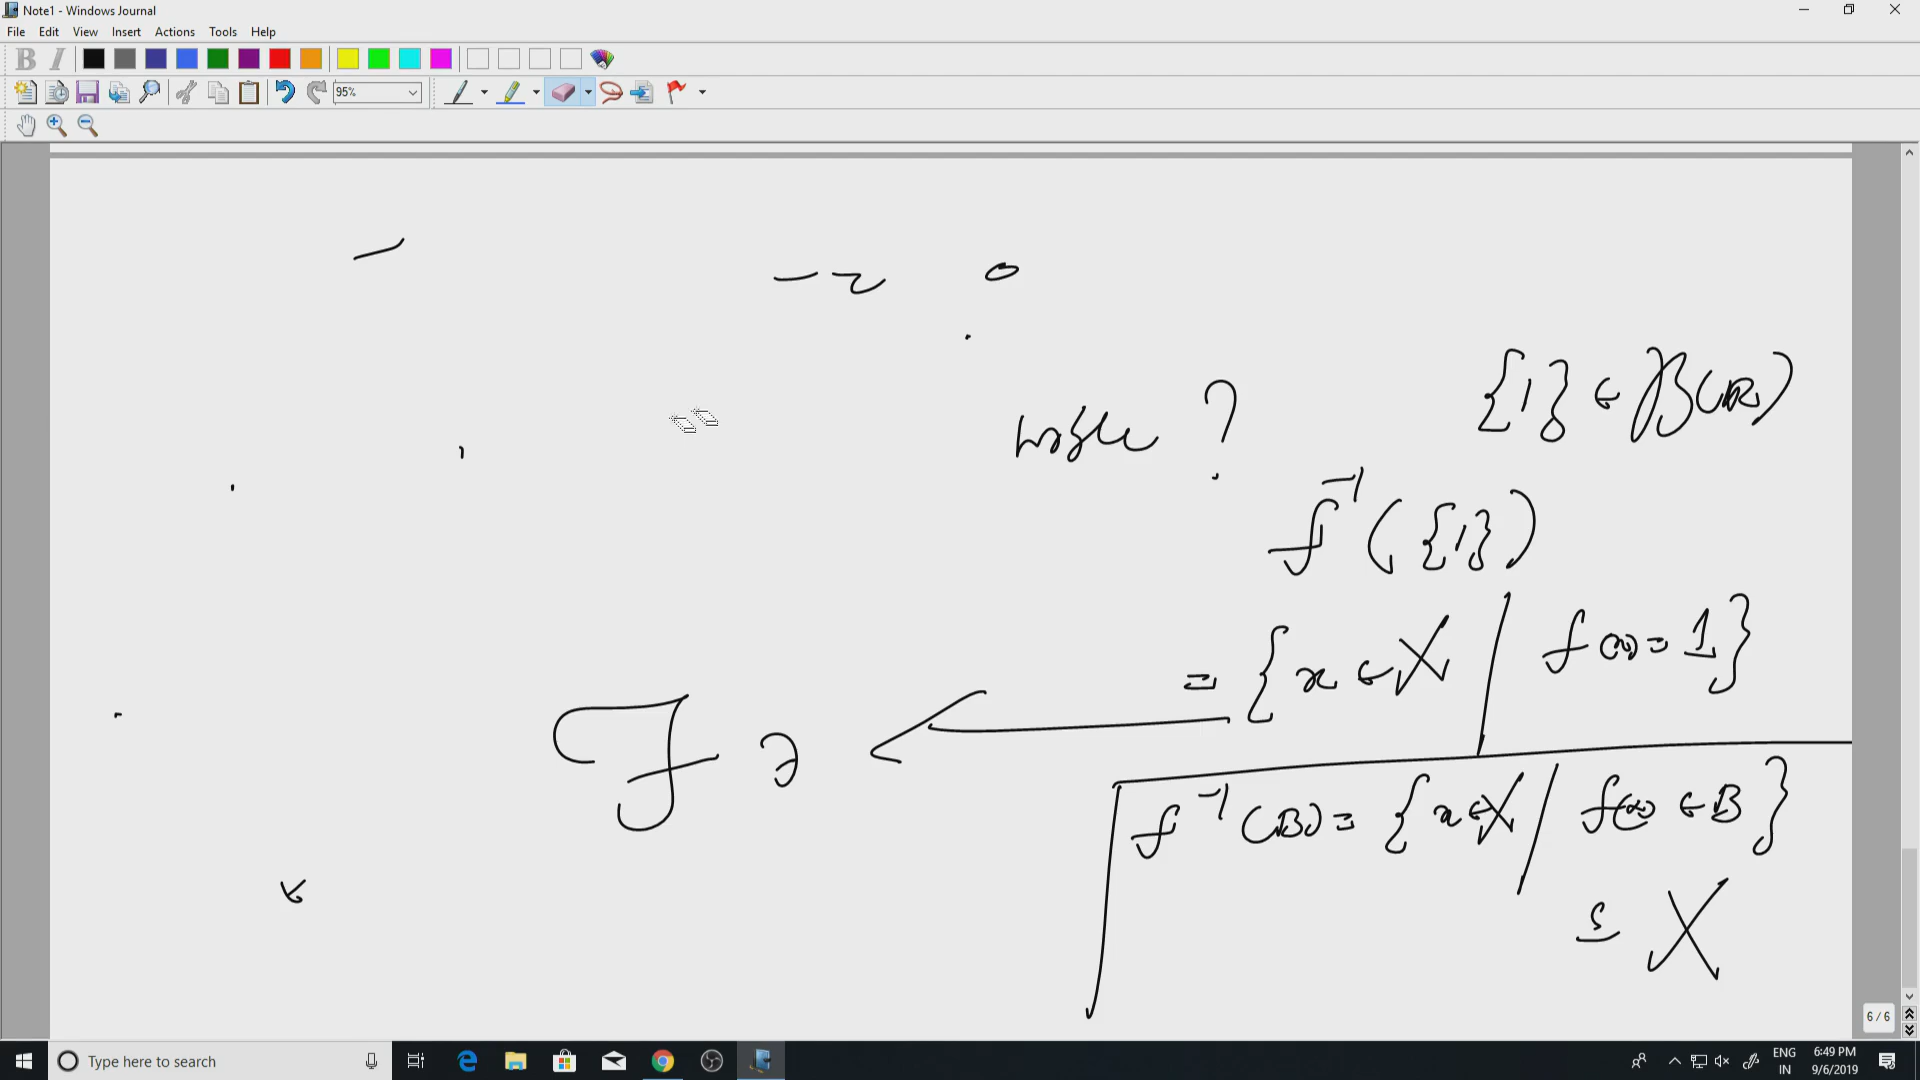 Note1 - Windows Journal
File Edit View Insert Actions Tools Help
B I
95%
?
{1} ∈ B(R)
f⁻¹({1})
= {x ∈ X | f(x) = 1}
F ∋
f⁻¹(B) = {x ∈ X | f(x) ∈ B}
⊆ X
6 / 6
Type here to search
ENG
IN
6:49 PM
9/6/2019